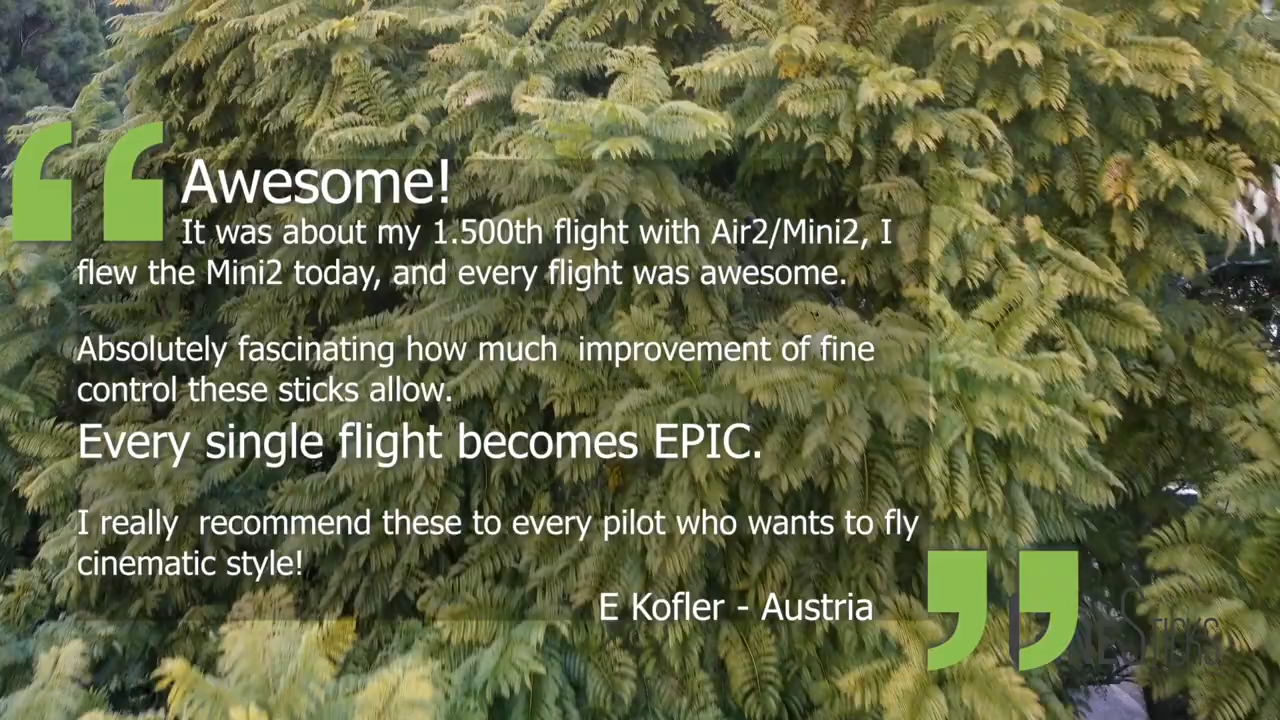 Awesome!
It was about my 1.500th flight with Air2/Mini2, I
flew the Mini2 today, and every flight was awesome.
Absolutely fascinating how much  improvement of fine
control these sticks allow.
Every single flight becomes EPIC.
I really  recommend these to every pilot who wants to fly
cinematic style!
E Kofler - Austria